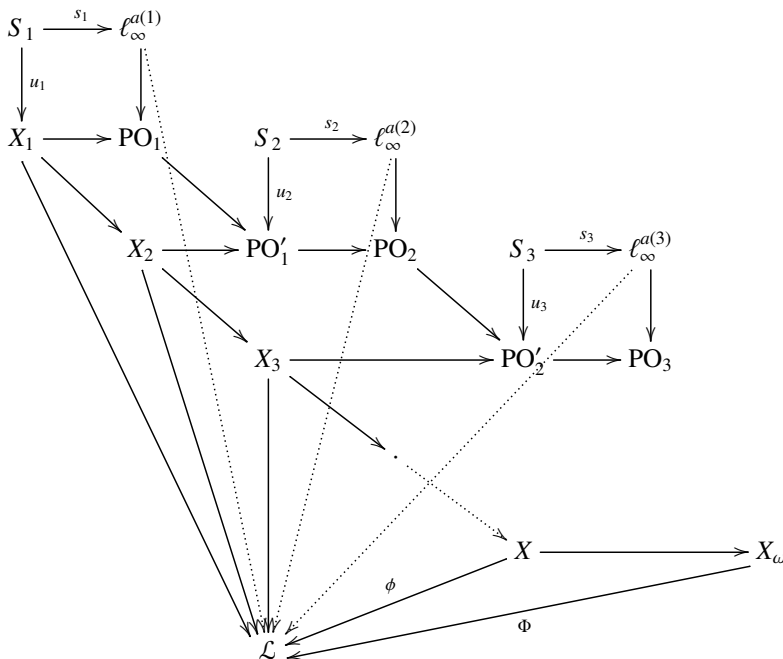 S₁ s₁ ℓ∞^{a(1)}
u₁
X₁ PO₁ S₂ s₂ ℓ∞^{a(2)}
u₂
X₂ PO′₁ PO₂ S₃ s₃ ℓ∞^{a(3)}
u₃
X₃ PO′₂ PO₃
.
X X_ω
ϕ
Φ
ℒ